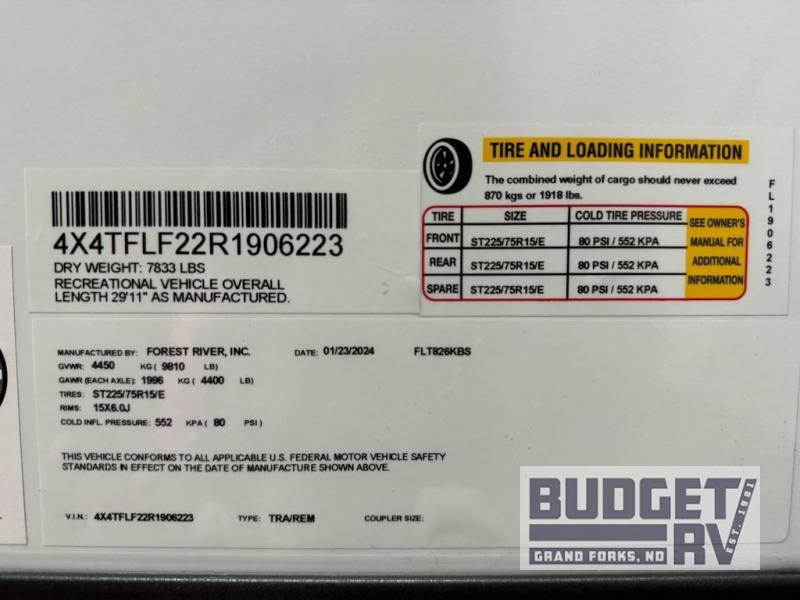 4X4TFLF22R1906223
DRY WEIGHT: 7833 LBS
RECREATIONAL VEHICLE OVERALL
LENGTH 29'11" AS MANUFACTURED.
TIRE AND LOADING INFORMATION
The combined weight of cargo should never exceed
870 kgs or 1918 lbs.
TIRE SIZE COLD TIRE PRESSURE SEE OWNER'S
FRONT ST225/75R15/E 80 PSI / 552 KPA MANUAL FOR
REAR ST225/75R15/E 80 PSI / 552 KPA ADDITIONAL
SPARE ST225/75R15/E 80 PSI / 552 KPA INFORMATION
FL1906223
MANUFACTURED BY: FOREST RIVER, INC. DATE: 01/23/2024 FLT826KBS
GVWR: 4450 KG ( 9810 LB)
GAWR (EACH AXLE): 1996 KG ( 4400 LB)
TIRES: ST225/75R15/E
RIMS: 15X6.0J
COLD INFL. PRESSURE: 552 KPA ( 80 PSI )
THIS VEHICLE CONFORMS TO ALL APPLICABLE U.S. FEDERAL MOTOR VEHICLE SAFETY
STANDARDS IN EFFECT ON THE DATE OF MANUFACTURE SHOWN ABOVE.
V.I.N.: 4X4TFLF22R1906223 TYPE: TRA/REM COUPLER SIZE:
BUDGET
RV
EST. 1981
GRAND FORKS, ND